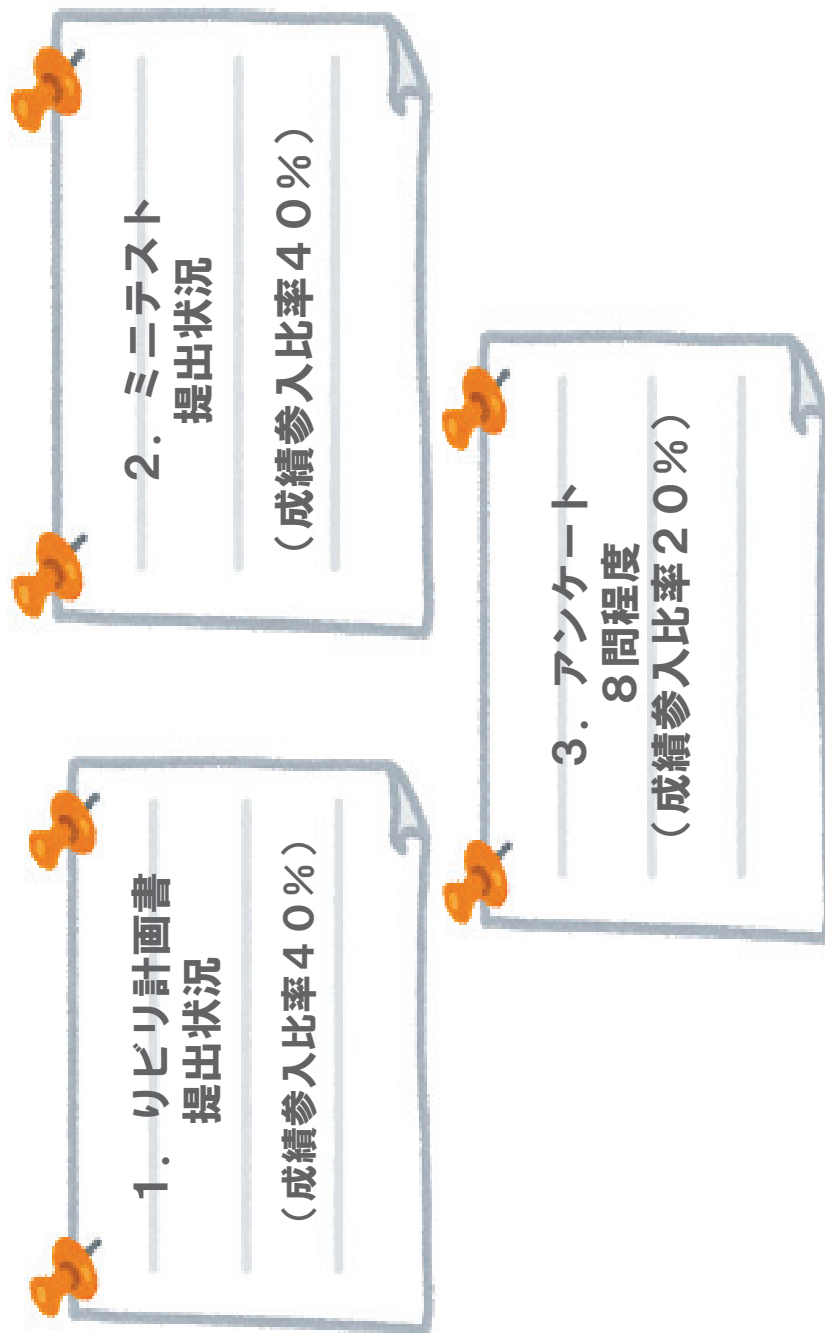 1. りビリ計画書
提出状況
(成績参入比率40%)
2. ミニテスト
提出状況
(成績参入比率40%)
3. アンケート
8問程度
(成績参入比率20%)